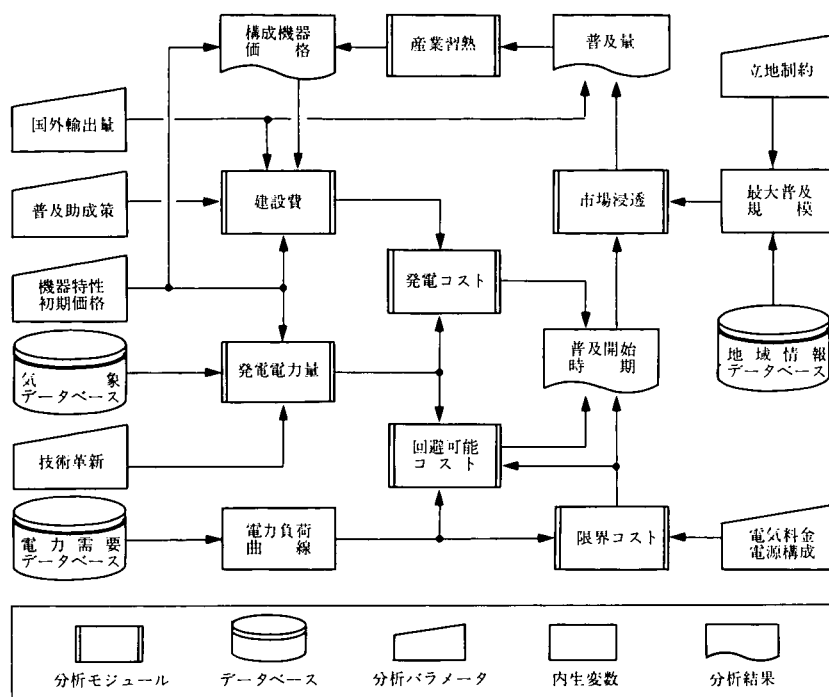 構成機器
価格
産業習熟
普及量
立地制約
国外輸出量
普及助成策
建設費
市場浸透
最大普及
規模
機器特性
初期価格
発電コスト
気象
データベース
発電電力量
普及開始
時期
地域情報
データベース
技術革新
回避可能
コスト
電力需要
データベース
電力負荷
曲線
限界コスト
電気料金
電源構成
分析モジュール
データベース
分析パラメータ
内生変数
分析結果